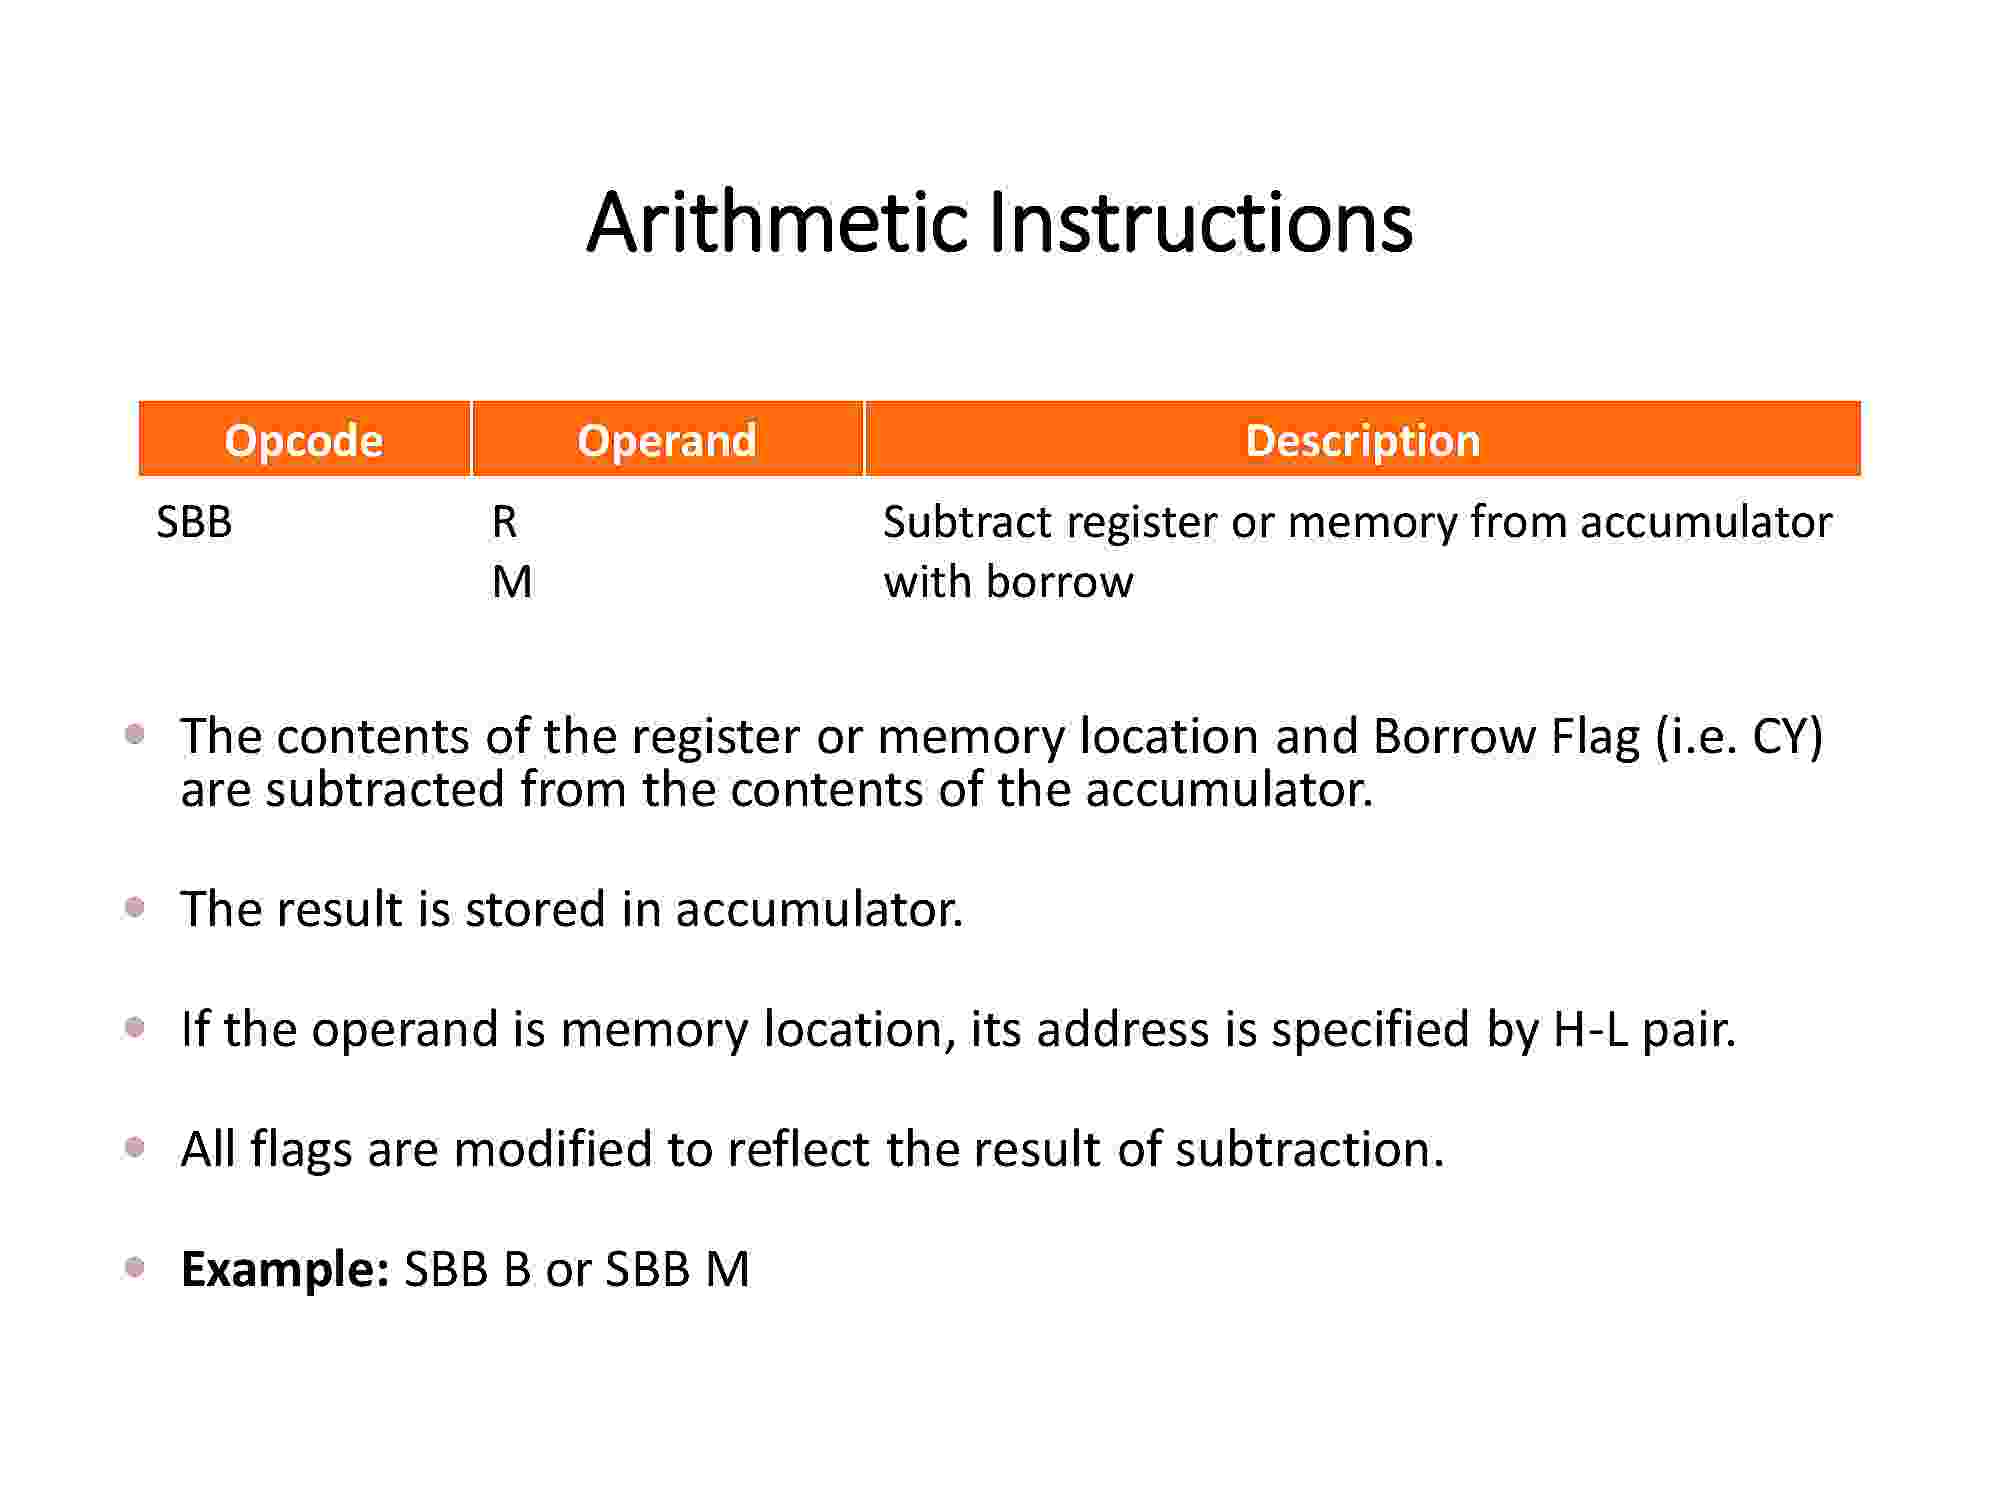 Arithmetic Instructions
Opcode Operand Description
SBB R Subtract register or memory from accumulator
M with borrow
• The contents of the register or memory location and Borrow Flag (i.e. CY)
are subtracted from the contents of the accumulator.
• The result is stored in accumulator.
• If the operand is memory location, its address is specified by H-L pair.
• All flags are modified to reflect the result of subtraction.
• Example: SBB B or SBB M